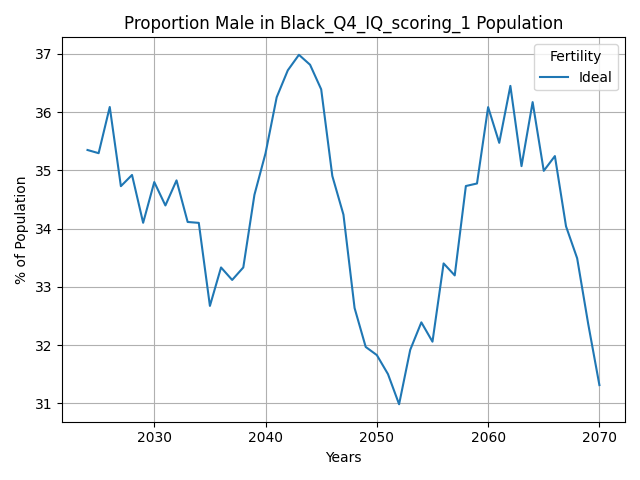 Proportion Male in Black_Q4_IQ_scoring_1 Population
Fertility
Ideal
37
36
35
34
33
32
31
% of Population
2030 2040 2050 2060 2070
Years